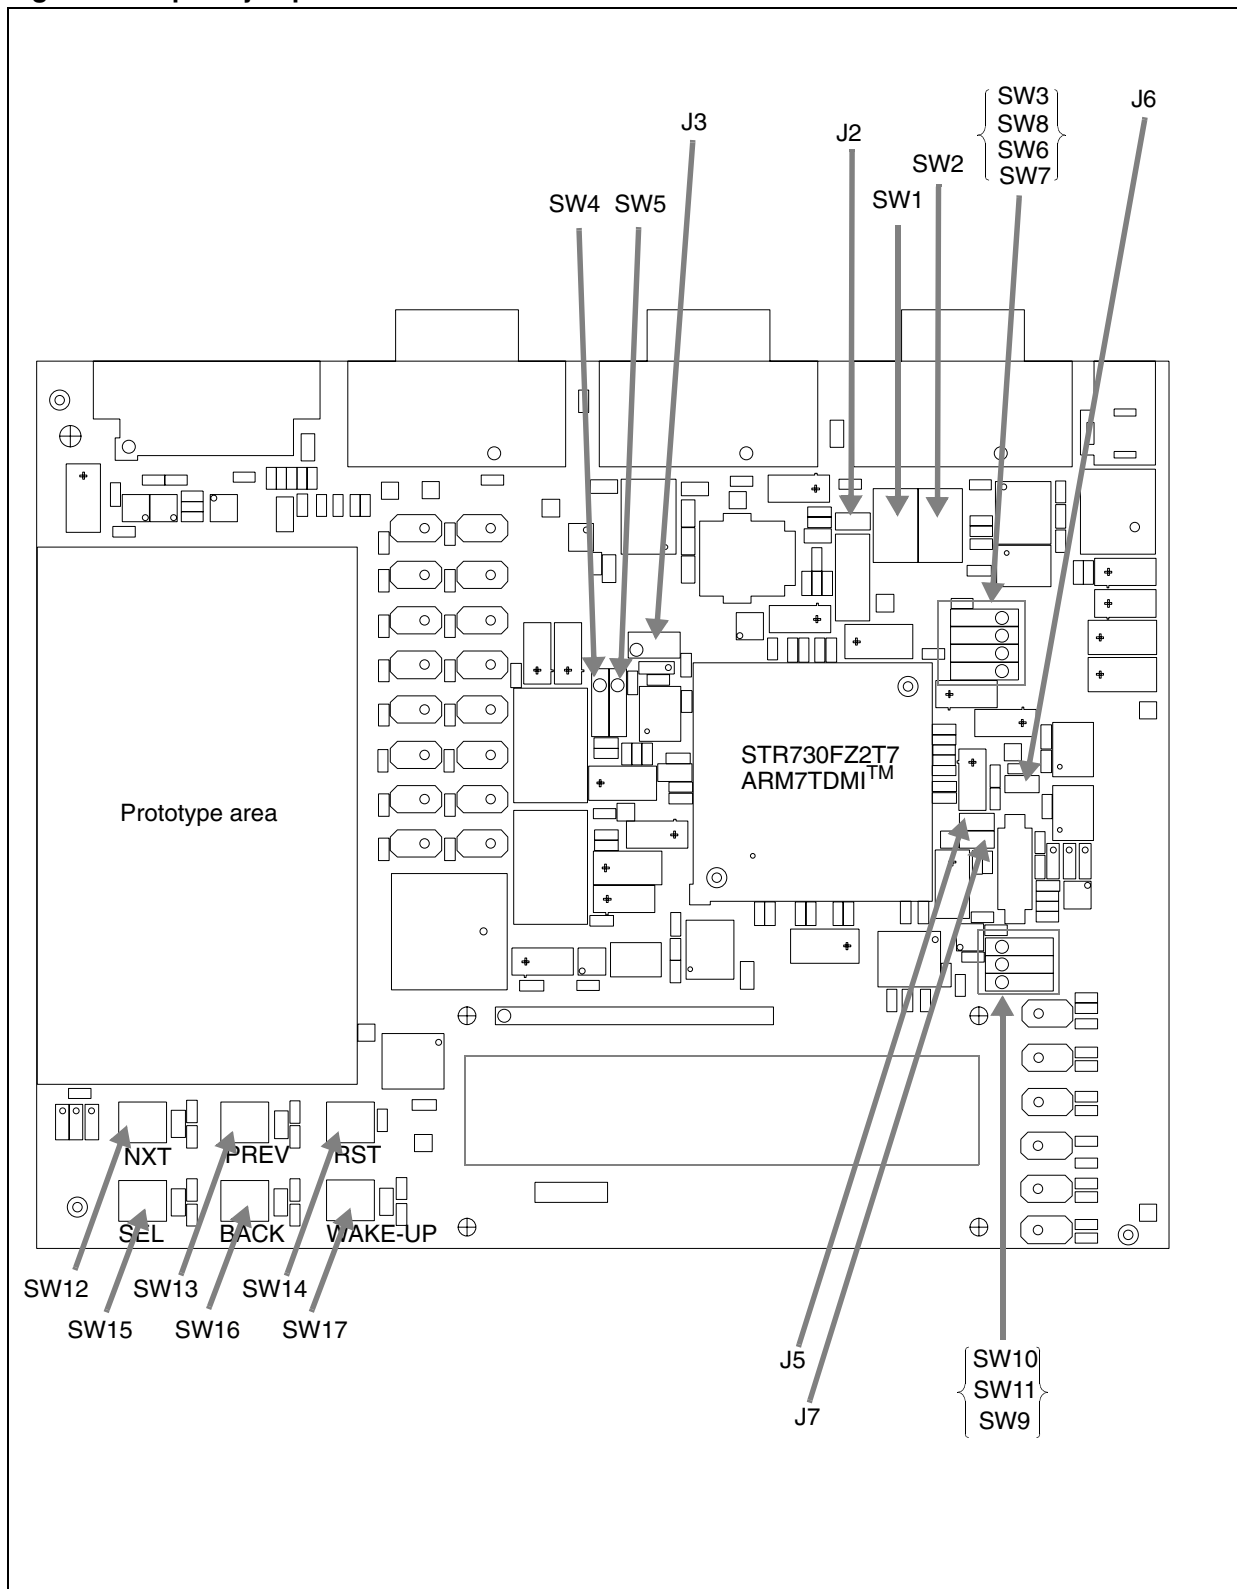 SW3
J6
J3
J2
SW8
SW6
SW2
SW7
SW1
SW4
SW5
STR730FZ2T7
ARM7TDMI™
Prototype area
NXT
PREV
RST
SEL
BACK
WAKE-UP
SW12
SW13
SW14
SW15
SW16
SW17
J5
SW10
SW11
J7
SW9